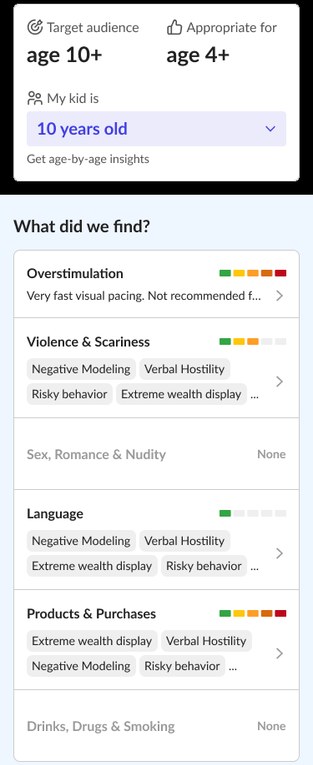 Target audience
age 10+
Appropriate for
age 4+
My kid is
10 years old
Get age-by-age insights
What did we find?
Overstimulation
Very fast visual pacing. Not recommended f...
Violence & Scariness
Negative Modeling Verbal Hostility
Risky behavior Extreme wealth display ...
Sex, Romance & Nudity None
Language
Negative Modeling Verbal Hostility
Extreme wealth display Risky behavior ...
Products & Purchases
Extreme wealth display Verbal Hostility
Negative Modeling Risky behavior ...
Drinks, Drugs & Smoking None